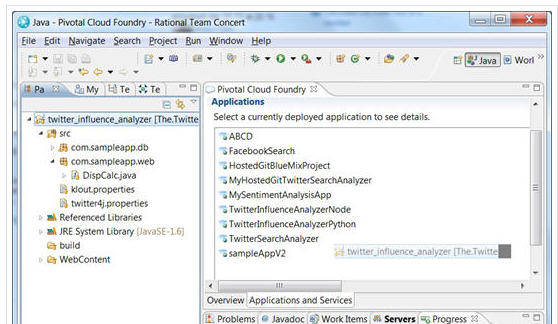 Java - Pivotal Cloud Foundry - Rational Team Concert
File Edit Navigate Search Project Run Window Help
Java Worl
Pa My Te Te
Pivotal Cloud Foundry
Applications
Select a currently deployed application to see details.
twitter_influence_analyzer [The.Twitte
src
com.sampleapp.db
com.sampleapp.web
DispCalc.java
klout.properties
twitter4j.properties
Referenced Libraries
JRE System Library [JavaSE-1.6]
build
WebContent
ABCD
FacebookSearch
HostedGitBlueMixProject
MyHostedGitTwitterSearchAnalyzer
MySentimentAnalysisApp
TwitterInfluenceAnalyzerNode
TwitterInfluenceAnalyzerPython
TwitterSearchAnalyzer
sampleAppV2
twitter_influence_analyzer [The.Twitte
Overview Applications and Services
Problems Javadoc Work Items Servers Progress